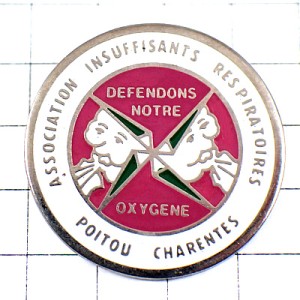 ASSOCIATION INSUFFISANTS RESPIRATOIRES
DEFENDONS
NOTRE
OXYGENE
POITOU CHARENTES